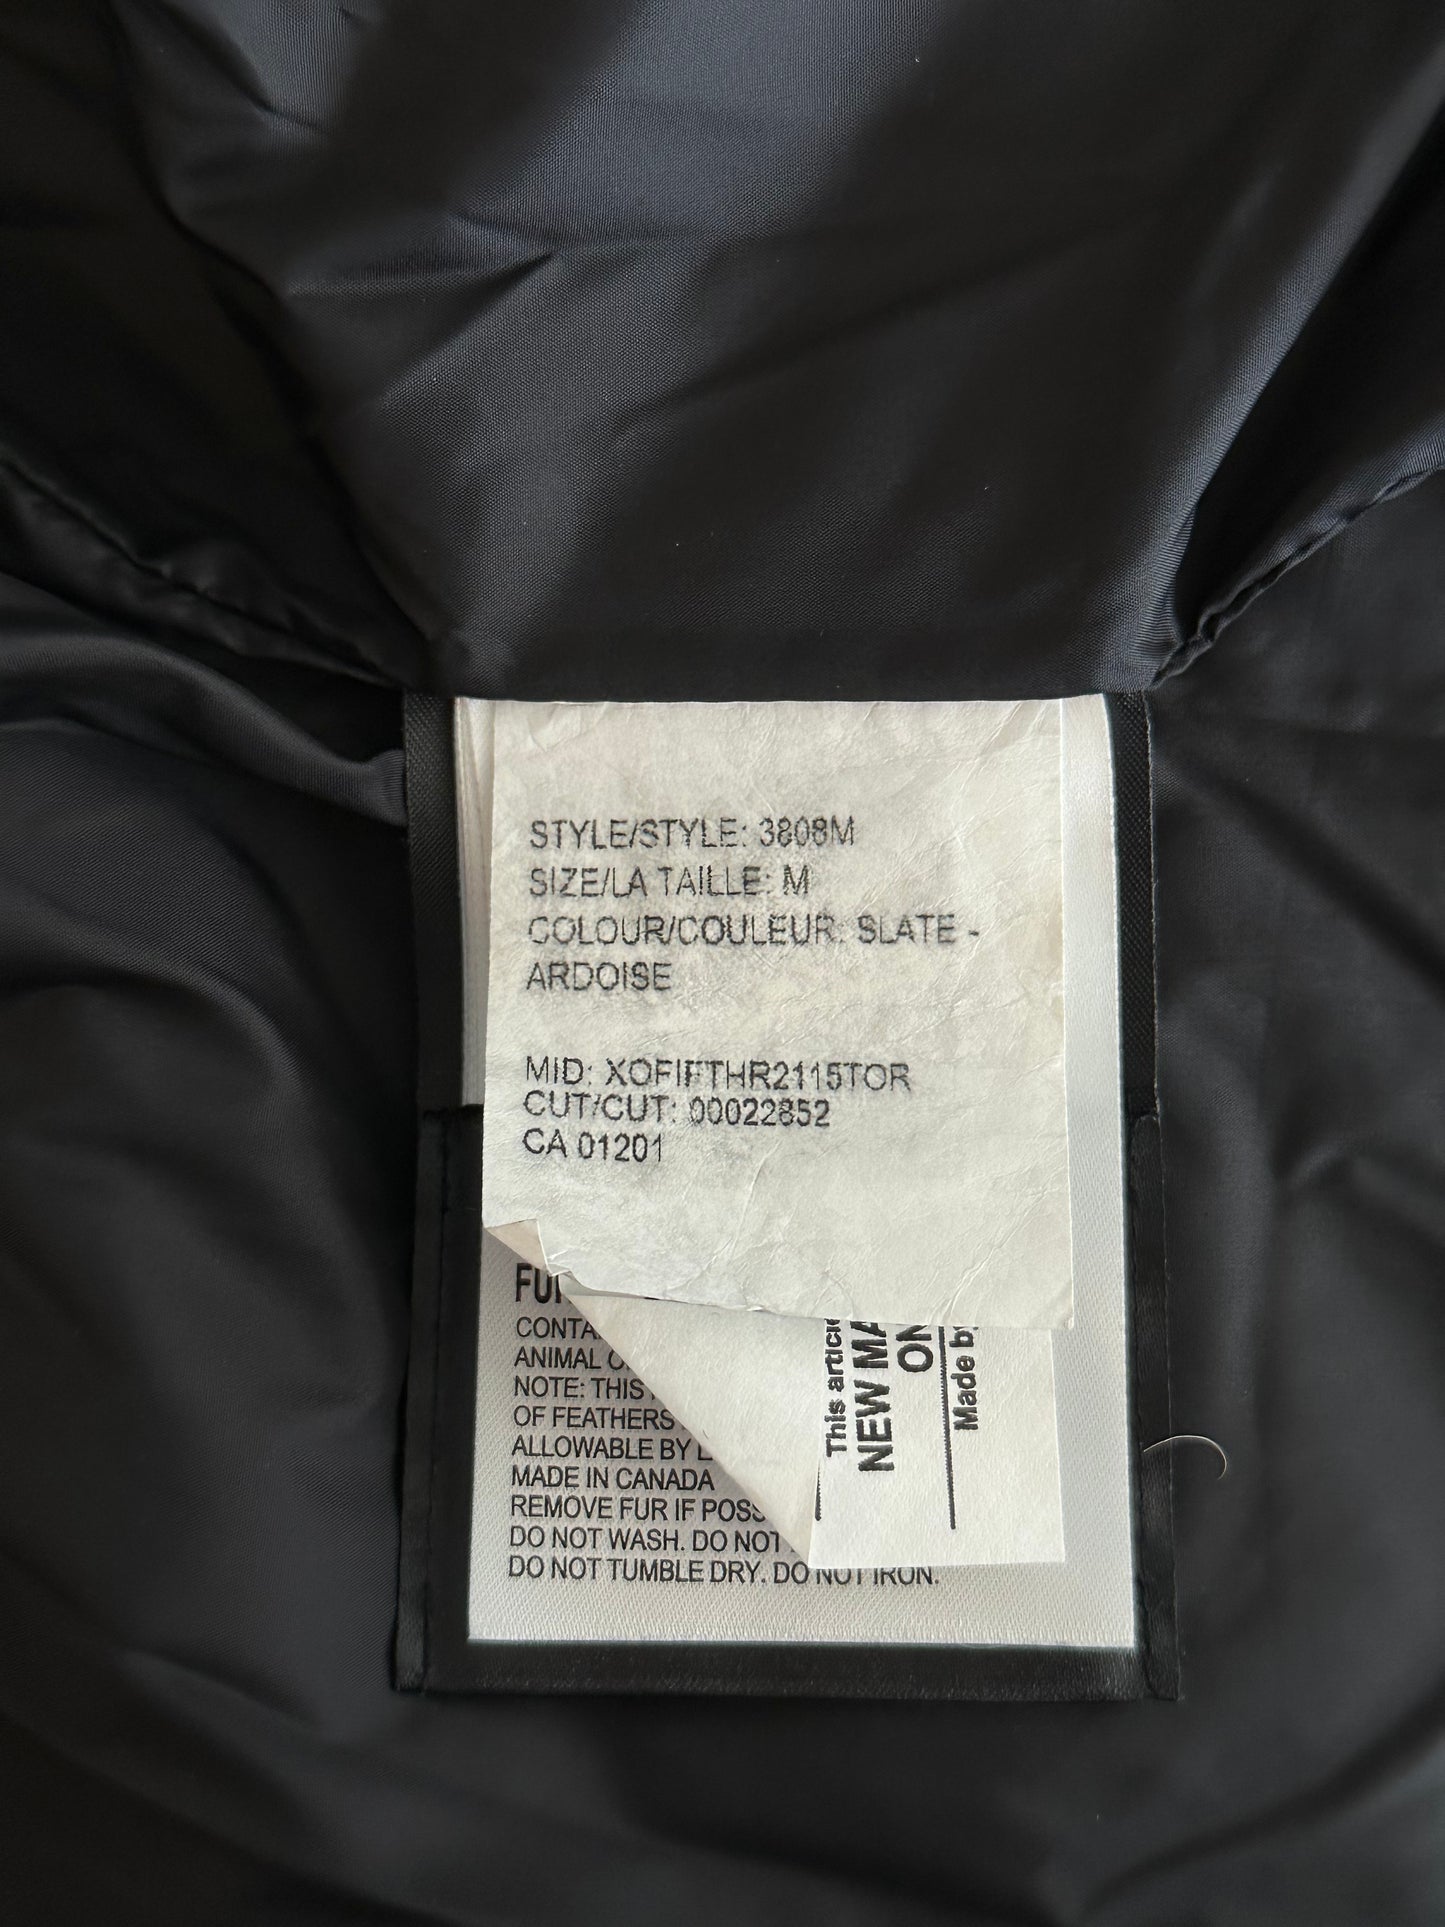 STYLE/STYLE: 3808M
SIZE/LA TAILLE: M
COLOUR/COULEUR: SLATE -
ARDOISE
MID: XOFIFTHR2115TOR
CUT/CUT: 00022852
CA 01201
CONTA
ANIMAL O
NOTE: THIS
OF FEATHERS
ALLOWABLE BY
MADE IN CANADA
REMOVE FUR IF POSS
DO NOT WASH. DO NOT
DO NOT TUMBLE DRY. DO NOT IRON.
This article
NEW MA
ON
Made by